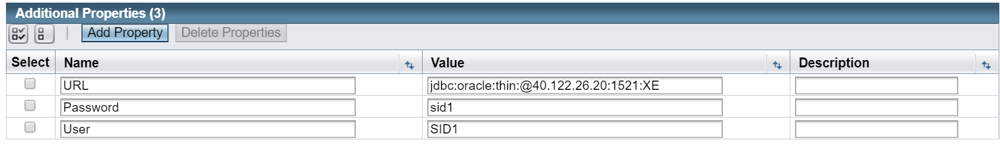 Additional Properties (3)
Add Property Delete Properties
Select Name Value Description
URL jdbc:oracle:thin:@40.122.26.20:1521:XE
Password sid1
User SID1